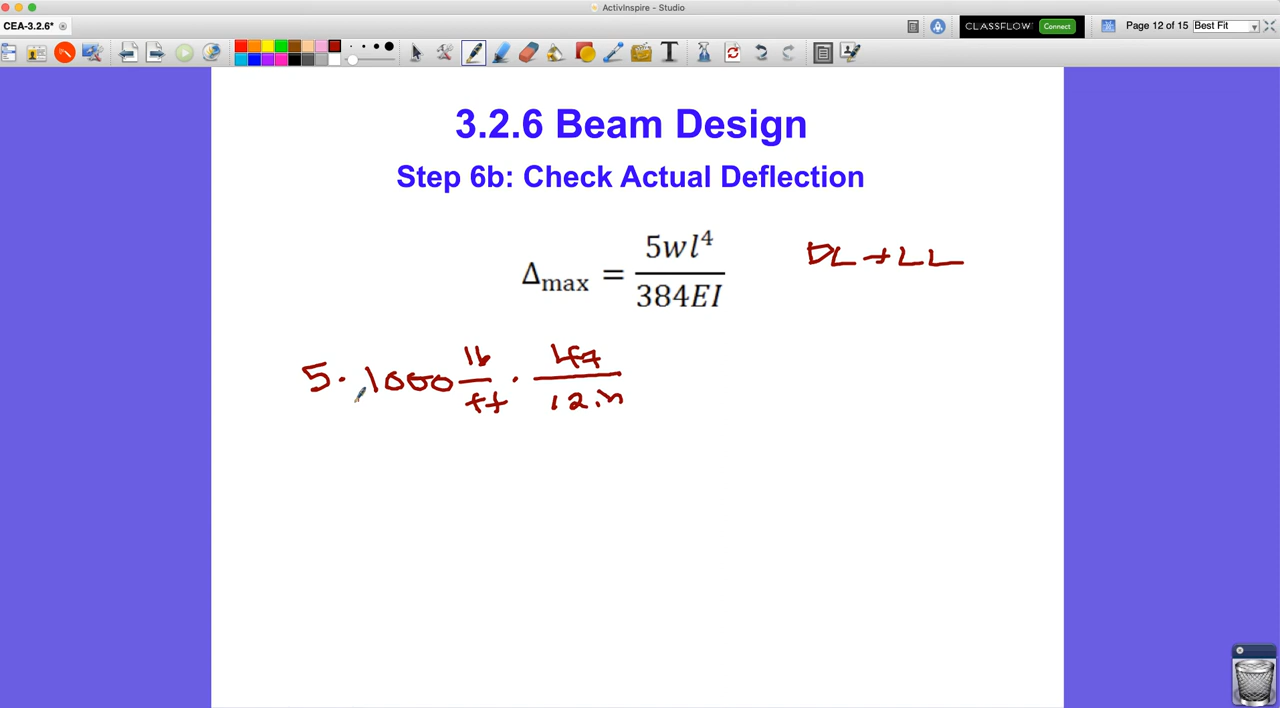 ActivInspire - Studio
CEA-3.2.6*
CLASSFLOW Connect
Page 12 of 15
Best Fit
3.2.6 Beam Design
Step 6b: Check Actual Deflection
Δmax = 5wl⁴ / 384EI
DL + LL
5 · 1000 lb/ft · 1ft/12in